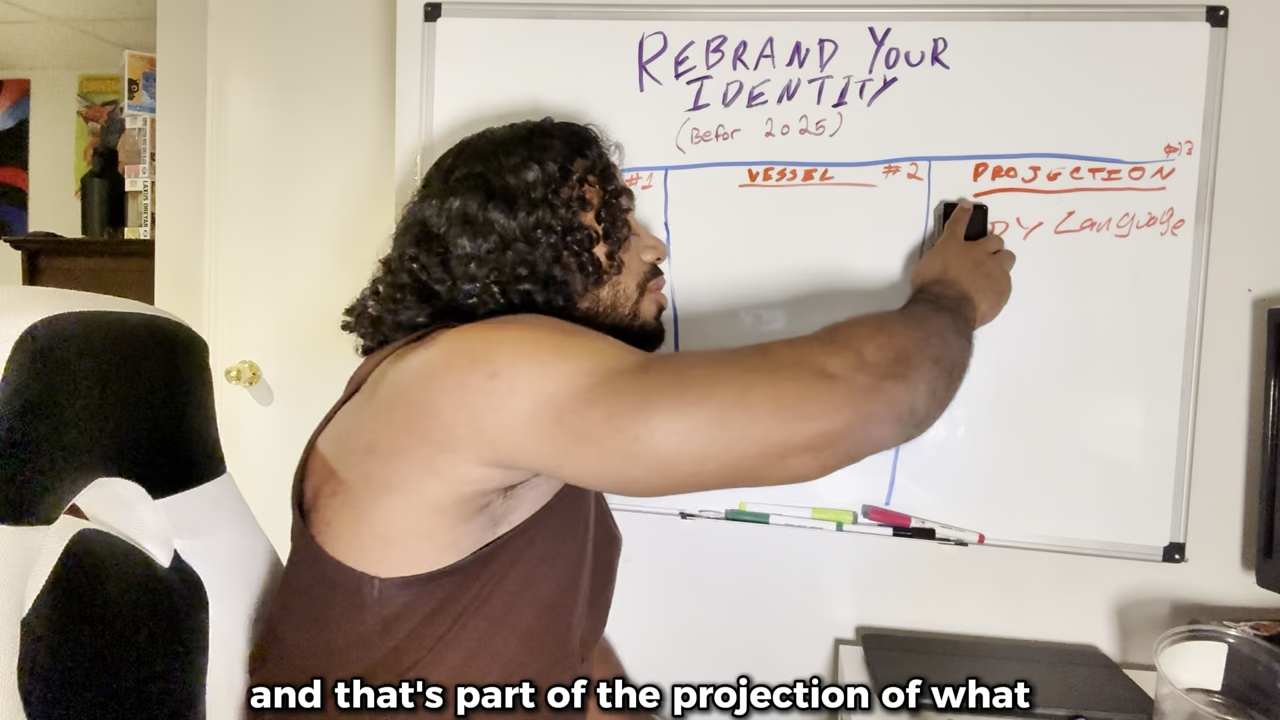 REBRAND YOUR
IDENTITY
(Befor 2025)
#1
VESSEL #2
#3
PROJECTION
DY Language
and that's part of the projection of what